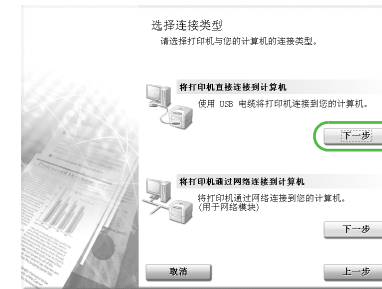 选择连接类型
请选择打印机与您的计算机的连接类型。
将打印机直接连接到计算机
使用 USB 电缆将打印机连接到您的计算机。
下一步
将打印机通过网络连接到计算机
将打印机通过网络连接到您的计算机。
(用于网络模块)
下一步
取消
上一步